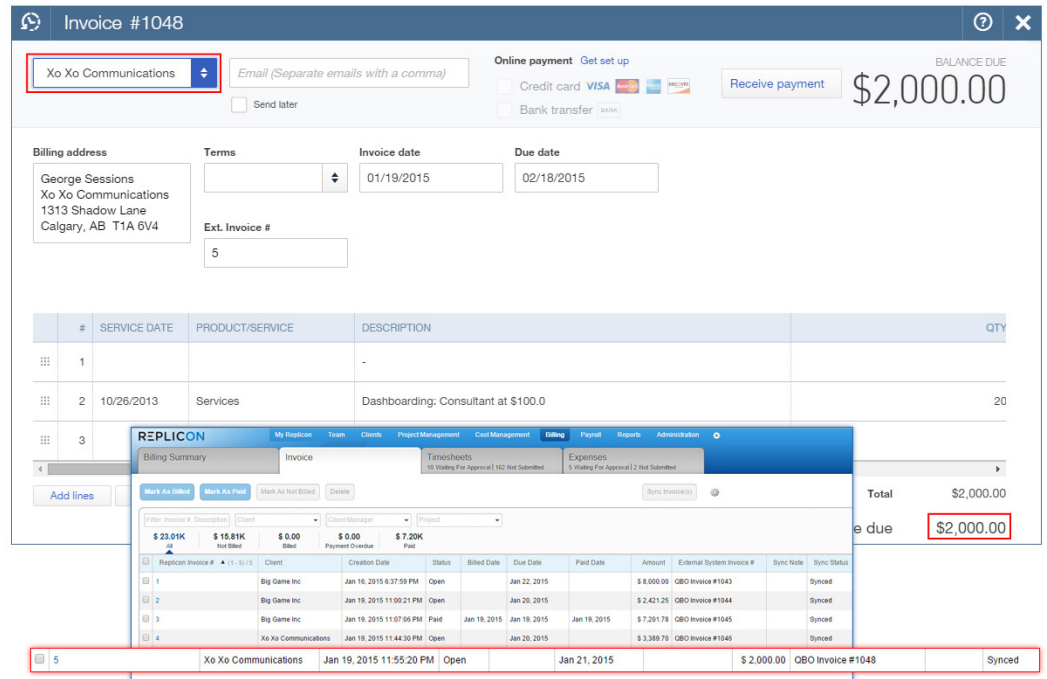 Invoice #1048
Xo Xo Communications
Email (Separate emails with a comma)
Send later
Online payment Get set up
Credit card VISA MasterCard DISCOVER
Bank transfer BANK
Receive payment
BALANCE DUE
$2,000.00
Billing address
George Sessions
Xo Xo Communications
1313 Shadow Lane
Calgary, AB T1A 6V4
Terms
Invoice date
01/19/2015
Due date
02/18/2015
Ext. Invoice #
5
# SERVICE DATE PRODUCT/SERVICE DESCRIPTION QTY
1 -
2 10/26/2013 Services Dashboarding: Consultant at $100.0 20
3
Add lines
Total $2,000.00
e due $2,000.00
REPLICON
My Replicon Team Clients Project Management Cost Management Billing Payroll Reports Administration
Billing Summary
Invoice
Timesheets
10 Waiting For Approval | 162 Not Submitted
Expenses
5 Waiting For Approval | 2 Not Submitted
Mark As Billed Mark As Paid Mark As Not Billed Delete Sync Invoice(s)
Filter: Invoice #, Description Client Client Manager Project
$ 23.01K $ 15.81K $ 0.00 $ 0.00 $ 7.20K
All Not Billed Billed Payment Overdue Paid
Replicon Invoice # (1 - 5) / 5 Client Creation Date Status Billed Date Due Date Paid Date Amount External System Invoice # Sync Note Sync Status
1 Big Game Inc Jan 16, 2015 6:37:59 PM Open Jan 22, 2015 $ 8,000.00 QBO Invoice #1043 Synced
2 Big Game Inc Jan 19, 2015 11:00:21 PM Open Jan 20, 2015 $ 2,421.25 QBO Invoice #1044 Synced
3 Big Game Inc Jan 19, 2015 11:07:06 PM Paid Jan 19, 2015 Jan 19, 2015 Jan 19, 2015 $ 7,201.78 QBO Invoice #1045 Synced
4 Xo Xo Communications Jan 19, 2015 11:44:30 PM Open Jan 20, 2015 $ 3,389.70 QBO Invoice #1046 Synced
5 Xo Xo Communications Jan 19, 2015 11:55:20 PM Open Jan 21, 2015 $ 2,000.00 QBO Invoice #1048 Synced